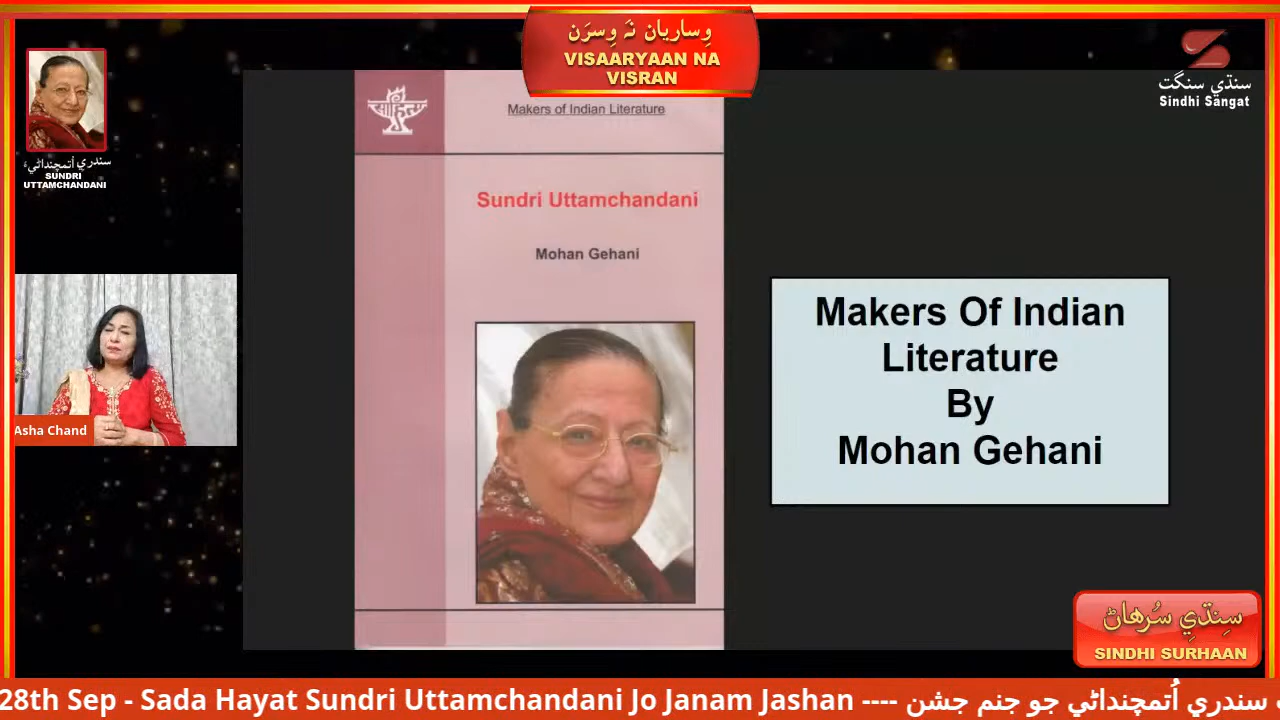 وِساريان نَہ وِسرَن
VISAARYAAN NA
VISRAN
سنڌي سنگت
Sindhi Sangat
سندري اُتمچنداڻيءَ
SUNDRI
UTTAMCHANDANI
Makers of Indian Literature
Sundri Uttamchandani
Mohan Gehani
Asha Chand
Makers Of Indian
Literature
By
Mohan Gehani
سِنڌي سُرهاڻ
SINDHI SURHAAN
28th Sep - Sada Hayat Sundri Uttamchandani Jo Janam Jashan ---- سندري اُتمچنداڻي جو جنم جشن